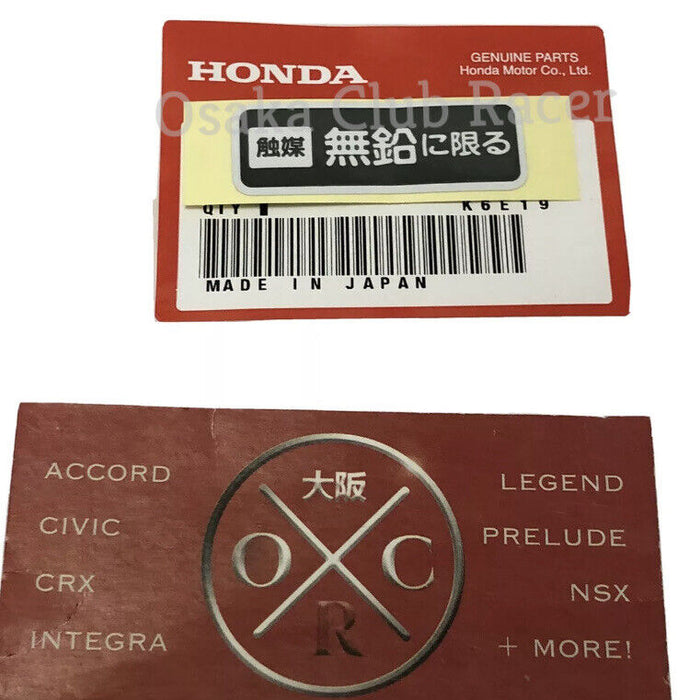 GENUINE PARTS
HONDA
Honda Motor Co., Ltd.
Osaka Club Racer
触媒 無鉛に限る
QTY K6E19
MADE IN JAPAN
大阪
ACCORD
LEGEND
CIVIC
PRELUDE
O C
CRX
NSX
R
INTEGRA
+ MORE!